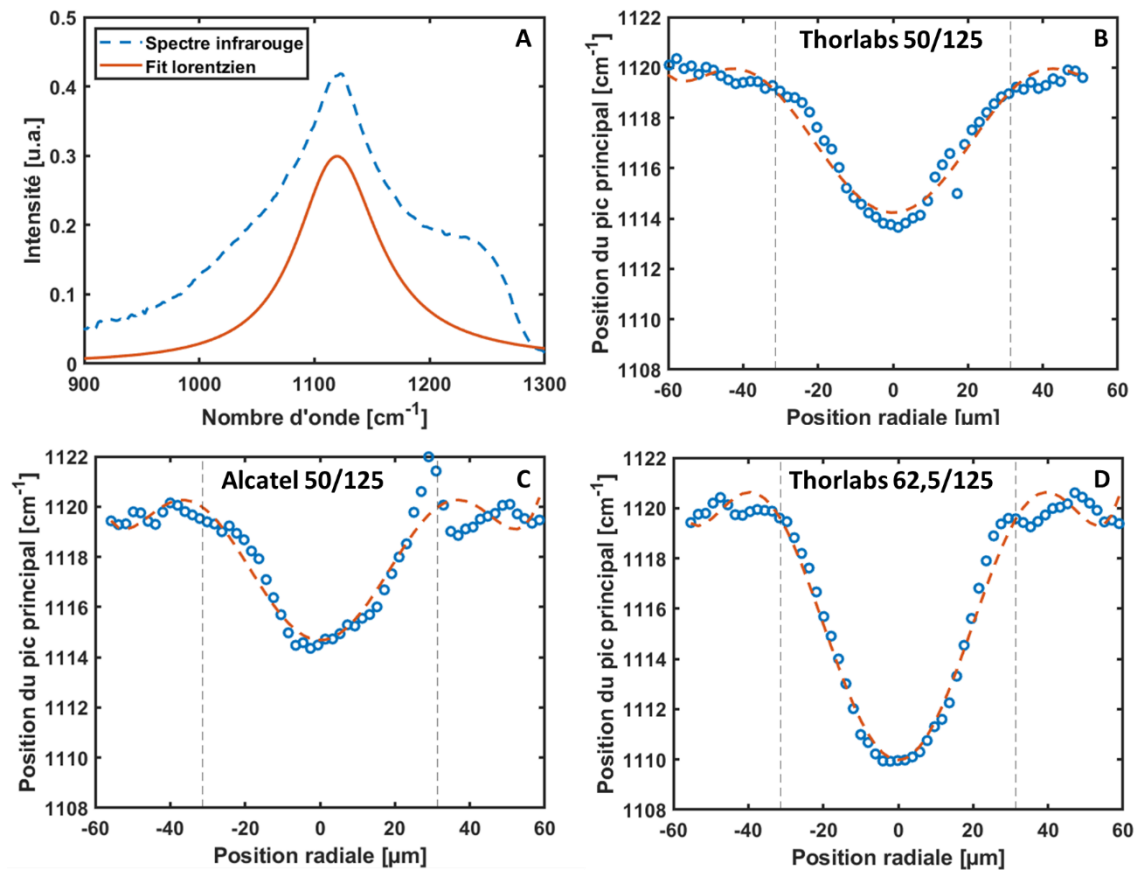 0.5
0.4
0.3
0.2
0.1
0
Intensité [u.a.]
Spectre infrarouge
Fit lorentzien
A
900 1000 1100 1200 1300
Nombre d'onde [cm-1]
1122
1120
1118
1116
1114
1112
1110
1108
Position du pic principal [cm-1]
Thorlabs 50/125
B
-60 -40 -20 0 20 40 60
Position radiale [µm]
1122
1120
1118
1116
1114
1112
1110
1108
Position du pic principal [cm-1]
Alcatel 50/125
C
-60 -40 -20 0 20 40 60
Position radiale [µm]
1122
1120
1118
1116
1114
1112
1110
1108
Position du pic principal [cm-1]
Thorlabs 62,5/125
D
-60 -40 -20 0 20 40 60
Position radiale [µm]